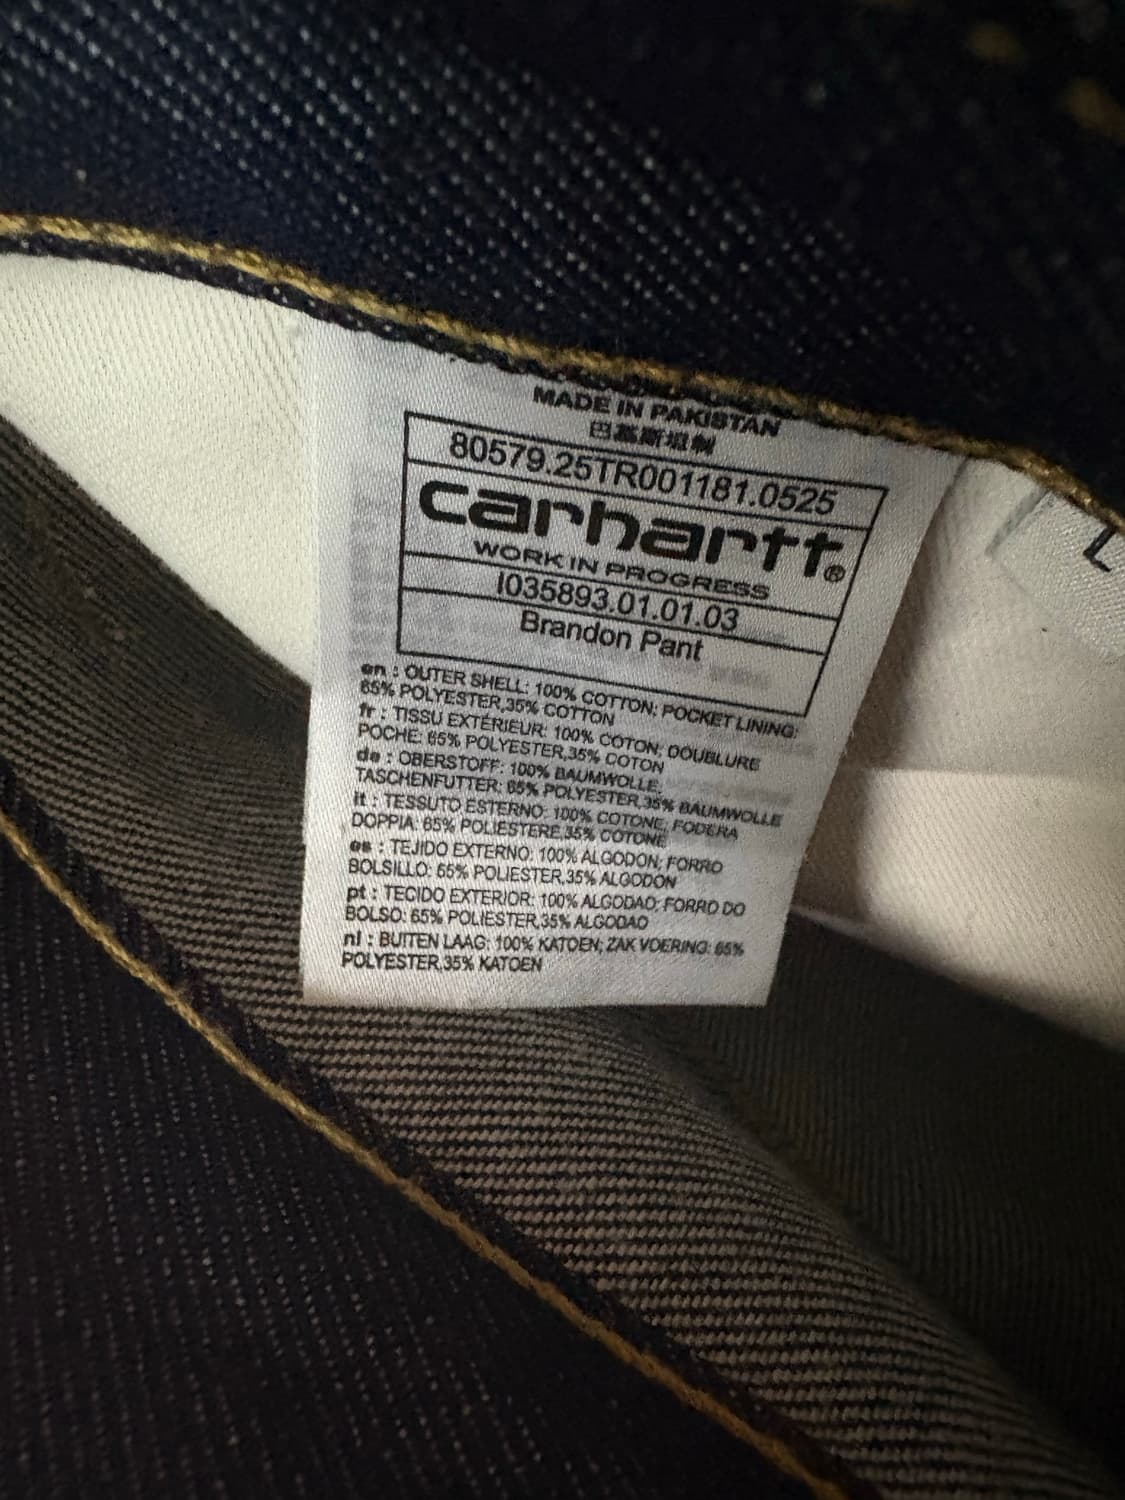 MADE IN PAKISTAN
巴基斯坦制
80579.25TR001181.0525
carhartt®
WORK IN PROGRESS
I035893.01.01.03
Brandon Pant
en : OUTER SHELL: 100% COTTON; POCKET LINING:
65% POLYESTER,35% COTTON
fr : TISSU EXTÉRIEUR: 100% COTON; DOUBLURE
POCHE: 65% POLYESTER,35% COTON
de : OBERSTOFF: 100% BAUMWOLLE;
TASCHENFUTTER: 65% POLYESTER,35% BAUMWOLLE
it : TESSUTO ESTERNO: 100% COTONE; FODERA
DOPPIA: 65% POLIESTERE,35% COTONE
es : TEJIDO EXTERNO: 100% ALGODON; FORRO
BOLSILLO: 65% POLIESTER,35% ALGODON
pt : TECIDO EXTERIOR: 100% ALGODAO; FORRO DO
BOLSO: 65% POLIESTER,35% ALGODAO
nl : BUITEN LAAG: 100% KATOEN; ZAK VOERING: 65%
POLYESTER,35% KATOEN